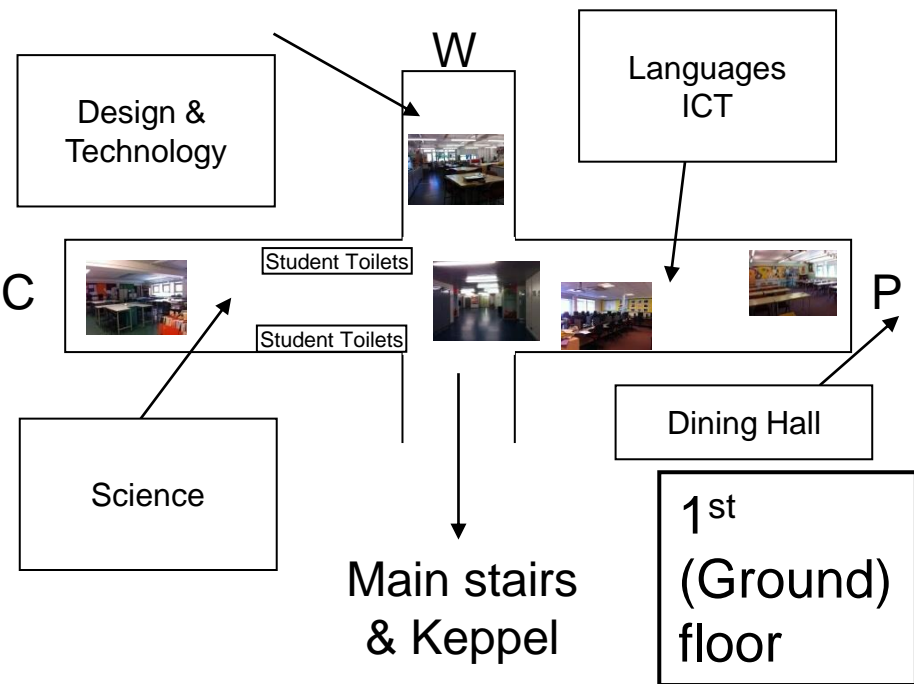 W
Design &
Technology
Languages
ICT
Student Toilets
C
P
Student Toilets
Dining Hall
Science
1st
(Ground)
floor
Main stairs
& Keppel